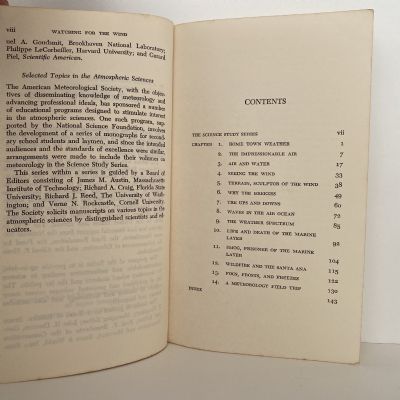 viii WATCHING FOR THE WIND
uel A. Goudsmit, Brookhaven National Laboratory;
Philippe LeCorbeiller, Harvard University; and Gerard
Piel, Scientific American.
Selected Topics in the Atmospheric Sciences
The American Meteorological Society, with the objec-
tives of disseminating knowledge of meteorology and
advancing professional ideals, has sponsored a number
of educational programs designed to stimulate interest
in the atmospheric sciences. One such program, sup-
ported by the National Science Foundation, involves
the development of a series of monographs for second-
ary school students and laymen, and since the intended
audiences and the standards of excellence were similar,
arrangements were made to include their volumes on
meteorology in the Science Study Series.
This series within a series is guided by a Board of
Editors consisting of James M. Austin, Massachusetts
Institute of Technology; Richard A. Craig, Florida State
University; Richard J. Reed, The University of Wash-
ington; and Verne N. Rockcastle, Cornell University.
The Society solicits manuscripts on various topics in the
atmospheric sciences by distinguished scientists and ed-
ucators.
CONTENTS
THE SCIENCE STUDY SERIES vii
CHAPTER 1. HOME TOWN WEATHER 1
2. THE IMPRESSIONABLE AIR 7
3. AIR AND WATER 17
4. SEEING THE WIND 33
5. TERRAIN, SCULPTOR OF THE WIND 38
6. WHY THE BREEZES 49
7. THE UPS AND DOWNS 60
8. WAVES IN THE AIR OCEAN 72
9. THE WEATHER SPECTRUM 85
10. LIFE AND DEATH OF THE MARINE
LAYER 92
11. SMOG, PRISONER OF THE MARINE
LAYER 104
12. WILDFIRE AND THE SANTA ANA 115
13. FOGS, FRONTS, AND FREEZES 122
14. A METEOROLOGY FIELD TRIP 130
INDEX 143